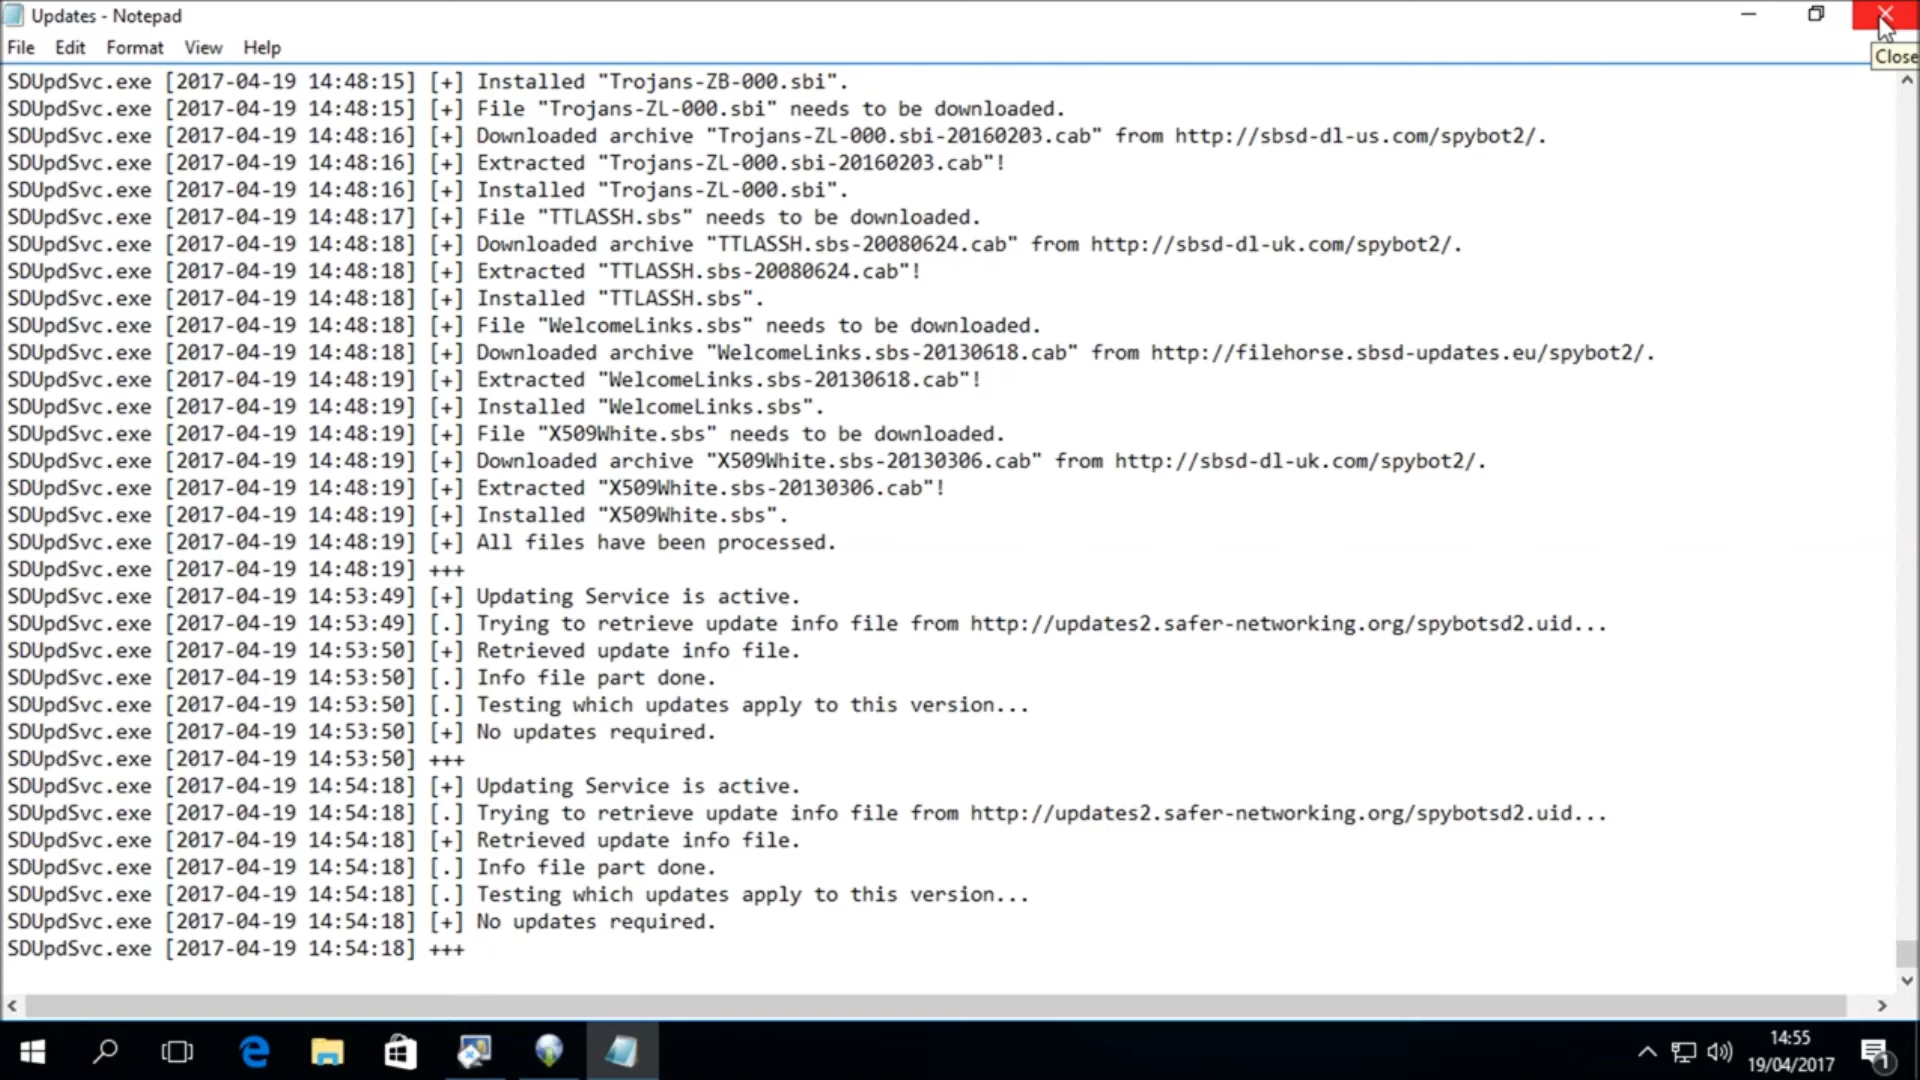 Updates - Notepad
File Edit Format View Help
Close
SDUpdSvc.exe [2017-04-19 14:48:15] [+] Installed "Trojans-ZB-000.sbi".
SDUpdSvc.exe [2017-04-19 14:48:15] [+] File "Trojans-ZL-000.sbi" needs to be downloaded.
SDUpdSvc.exe [2017-04-19 14:48:16] [+] Downloaded archive "Trojans-ZL-000.sbi-20160203.cab" from http://sbsd-dl-us.com/spybot2/.
SDUpdSvc.exe [2017-04-19 14:48:16] [+] Extracted "Trojans-ZL-000.sbi-20160203.cab"!
SDUpdSvc.exe [2017-04-19 14:48:16] [+] Installed "Trojans-ZL-000.sbi".
SDUpdSvc.exe [2017-04-19 14:48:17] [+] File "TTLASSH.sbs" needs to be downloaded.
SDUpdSvc.exe [2017-04-19 14:48:18] [+] Downloaded archive "TTLASSH.sbs-20080624.cab" from http://sbsd-dl-uk.com/spybot2/.
SDUpdSvc.exe [2017-04-19 14:48:18] [+] Extracted "TTLASSH.sbs-20080624.cab"!
SDUpdSvc.exe [2017-04-19 14:48:18] [+] Installed "TTLASSH.sbs".
SDUpdSvc.exe [2017-04-19 14:48:18] [+] File "WelcomeLinks.sbs" needs to be downloaded.
SDUpdSvc.exe [2017-04-19 14:48:18] [+] Downloaded archive "WelcomeLinks.sbs-20130618.cab" from http://filehorse.sbsd-updates.eu/spybot2/.
SDUpdSvc.exe [2017-04-19 14:48:19] [+] Extracted "WelcomeLinks.sbs-20130618.cab"!
SDUpdSvc.exe [2017-04-19 14:48:19] [+] Installed "WelcomeLinks.sbs".
SDUpdSvc.exe [2017-04-19 14:48:19] [+] File "X509White.sbs" needs to be downloaded.
SDUpdSvc.exe [2017-04-19 14:48:19] [+] Downloaded archive "X509White.sbs-20130306.cab" from http://sbsd-dl-uk.com/spybot2/.
SDUpdSvc.exe [2017-04-19 14:48:19] [+] Extracted "X509White.sbs-20130306.cab"!
SDUpdSvc.exe [2017-04-19 14:48:19] [+] Installed "X509White.sbs".
SDUpdSvc.exe [2017-04-19 14:48:19] [+] All files have been processed.
SDUpdSvc.exe [2017-04-19 14:48:19] +++
SDUpdSvc.exe [2017-04-19 14:53:49] [+] Updating Service is active.
SDUpdSvc.exe [2017-04-19 14:53:49] [.] Trying to retrieve update info file from http://updates2.safer-networking.org/spybotsd2.uid...
SDUpdSvc.exe [2017-04-19 14:53:50] [+] Retrieved update info file.
SDUpdSvc.exe [2017-04-19 14:53:50] [.] Info file part done.
SDUpdSvc.exe [2017-04-19 14:53:50] [.] Testing which updates apply to this version...
SDUpdSvc.exe [2017-04-19 14:53:50] [+] No updates required.
SDUpdSvc.exe [2017-04-19 14:53:50] +++
SDUpdSvc.exe [2017-04-19 14:54:18] [+] Updating Service is active.
SDUpdSvc.exe [2017-04-19 14:54:18] [.] Trying to retrieve update info file from http://updates2.safer-networking.org/spybotsd2.uid...
SDUpdSvc.exe [2017-04-19 14:54:18] [+] Retrieved update info file.
SDUpdSvc.exe [2017-04-19 14:54:18] [.] Info file part done.
SDUpdSvc.exe [2017-04-19 14:54:18] [.] Testing which updates apply to this version...
SDUpdSvc.exe [2017-04-19 14:54:18] [+] No updates required.
SDUpdSvc.exe [2017-04-19 14:54:18] +++
14:55
19/04/2017
1